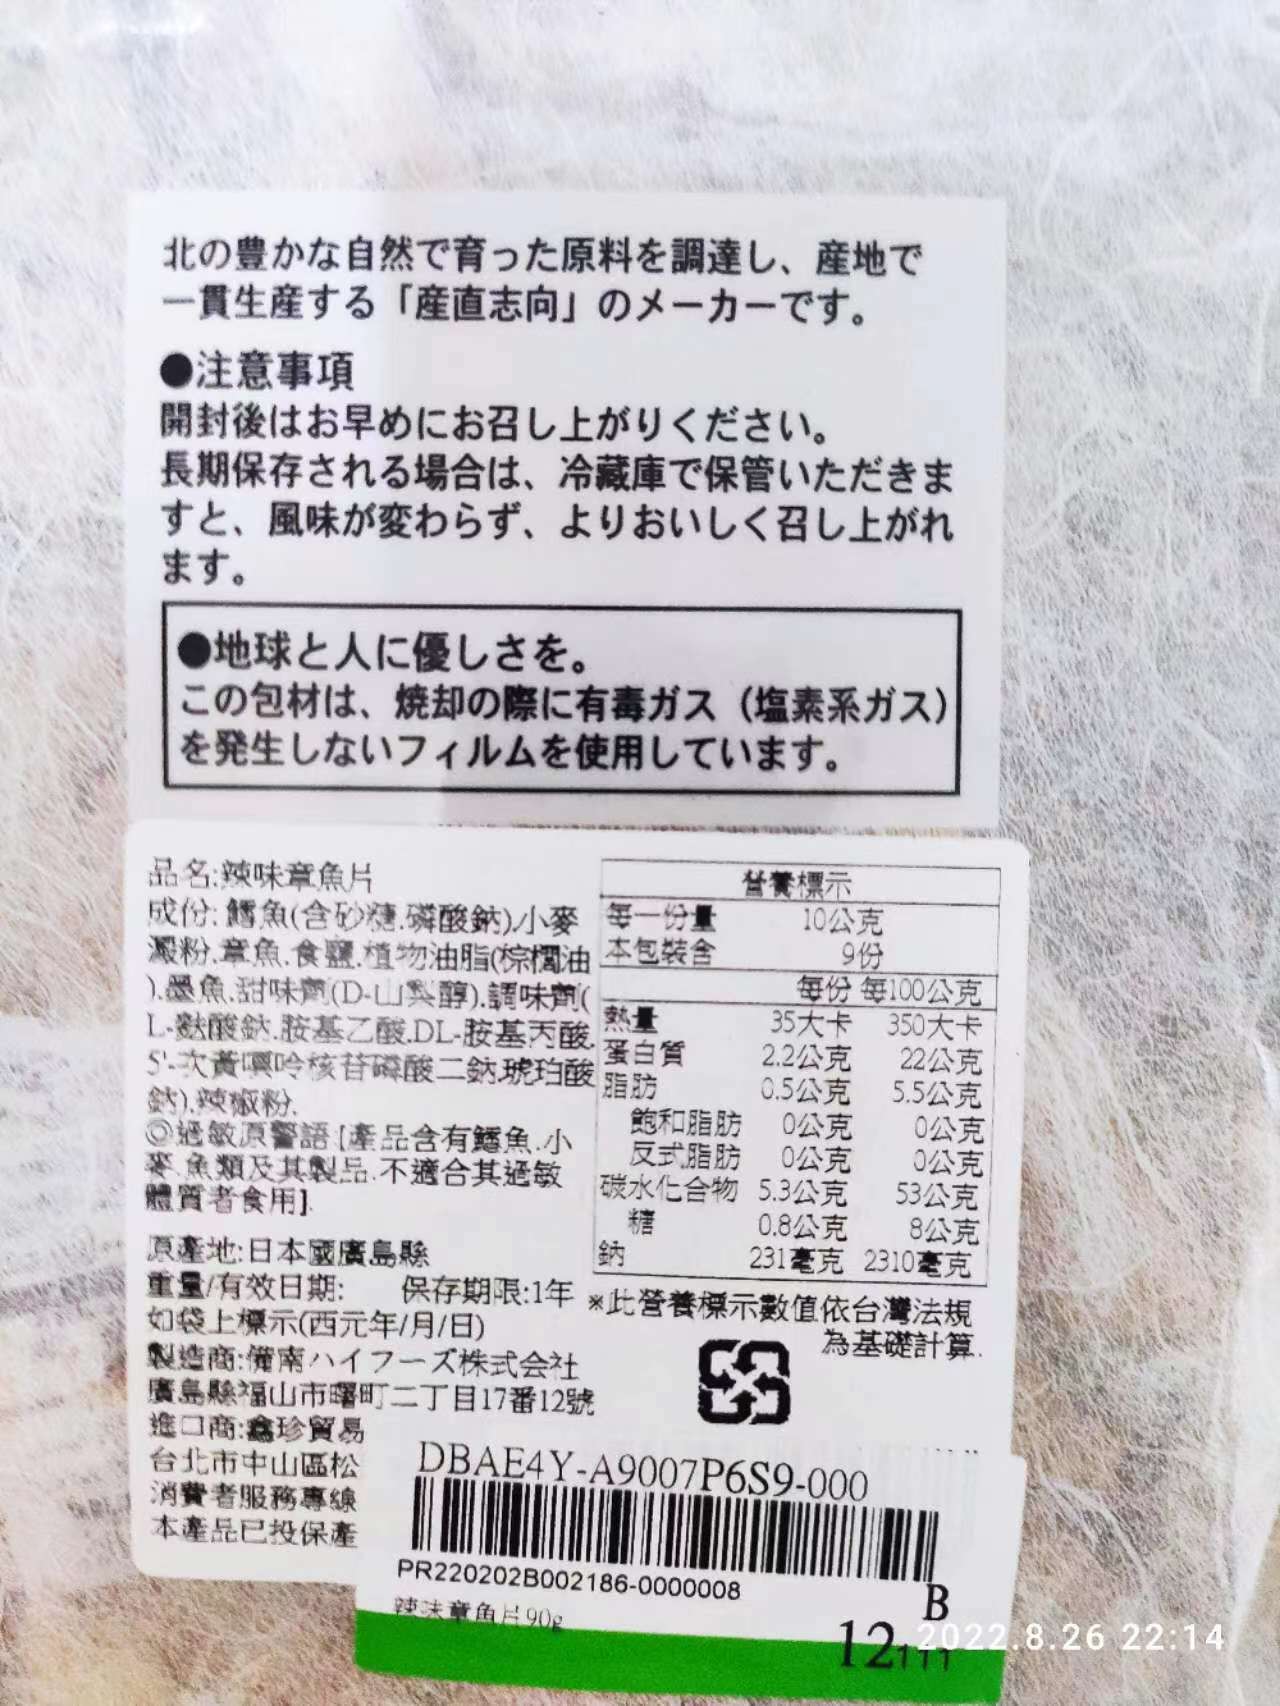 北の豊かな自然で育った原料を調達し、産地で
一貫生産する「産直志向」のメーカーです。
●注意事項
開封後はお早めにお召し上がりください。
長期保存される場合は、冷蔵庫で保管いただきま
すと、風味が変わらず、よりおいしく召し上がれ
ます。
●地球と人に優しさを。
この包材は、焼却の際に有毒ガス（塩素系ガス）
を発生しないフィルムを使用しています。
品名:辣味章魚片
成份: 鱈魚(含砂糖.磷酸鈉).小麥
澱粉.章魚.食鹽.植物油脂(棕櫚油
).墨魚.甜味劑(D-山梨醇).調味劑(
L-麩酸鈉.胺基乙酸.DL-胺基丙酸.
5'-次黃嘌呤核苷磷酸二鈉.琥珀酸
鈉).辣椒粉.
◎過敏原警語:[產品含有鱈魚.小
麥.魚類及其製品.不適合其過敏
體質者食用].
原產地:日本國廣島縣
重量/有效日期: 保存期限:1年
如袋上標示(西元年/月/日)
製造商:備南ハイフーズ株式会社
廣島縣福山市曙町二丁目17番12號
進口商:鑫珍貿易
台北市中山區松
消費者服務專線
本產品已投保產
營養標示
每一份量 10公克
本包裝含 9份
每份 每100公克
熱量 35大卡 350大卡
蛋白質 2.2公克 22公克
脂肪 0.5公克 5.5公克
飽和脂肪 0公克 0公克
反式脂肪 0公克 0公克
碳水化合物 5.3公克 53公克
糖 0.8公克 8公克
鈉 231毫克 2310毫克
※此營養標示數值依台灣法規
為基礎計算.
DBAE4Y-A9007P6S9-000
PR220202B002186-0000008
辣味章魚片90g
B
12111
2022.8.26 22:14